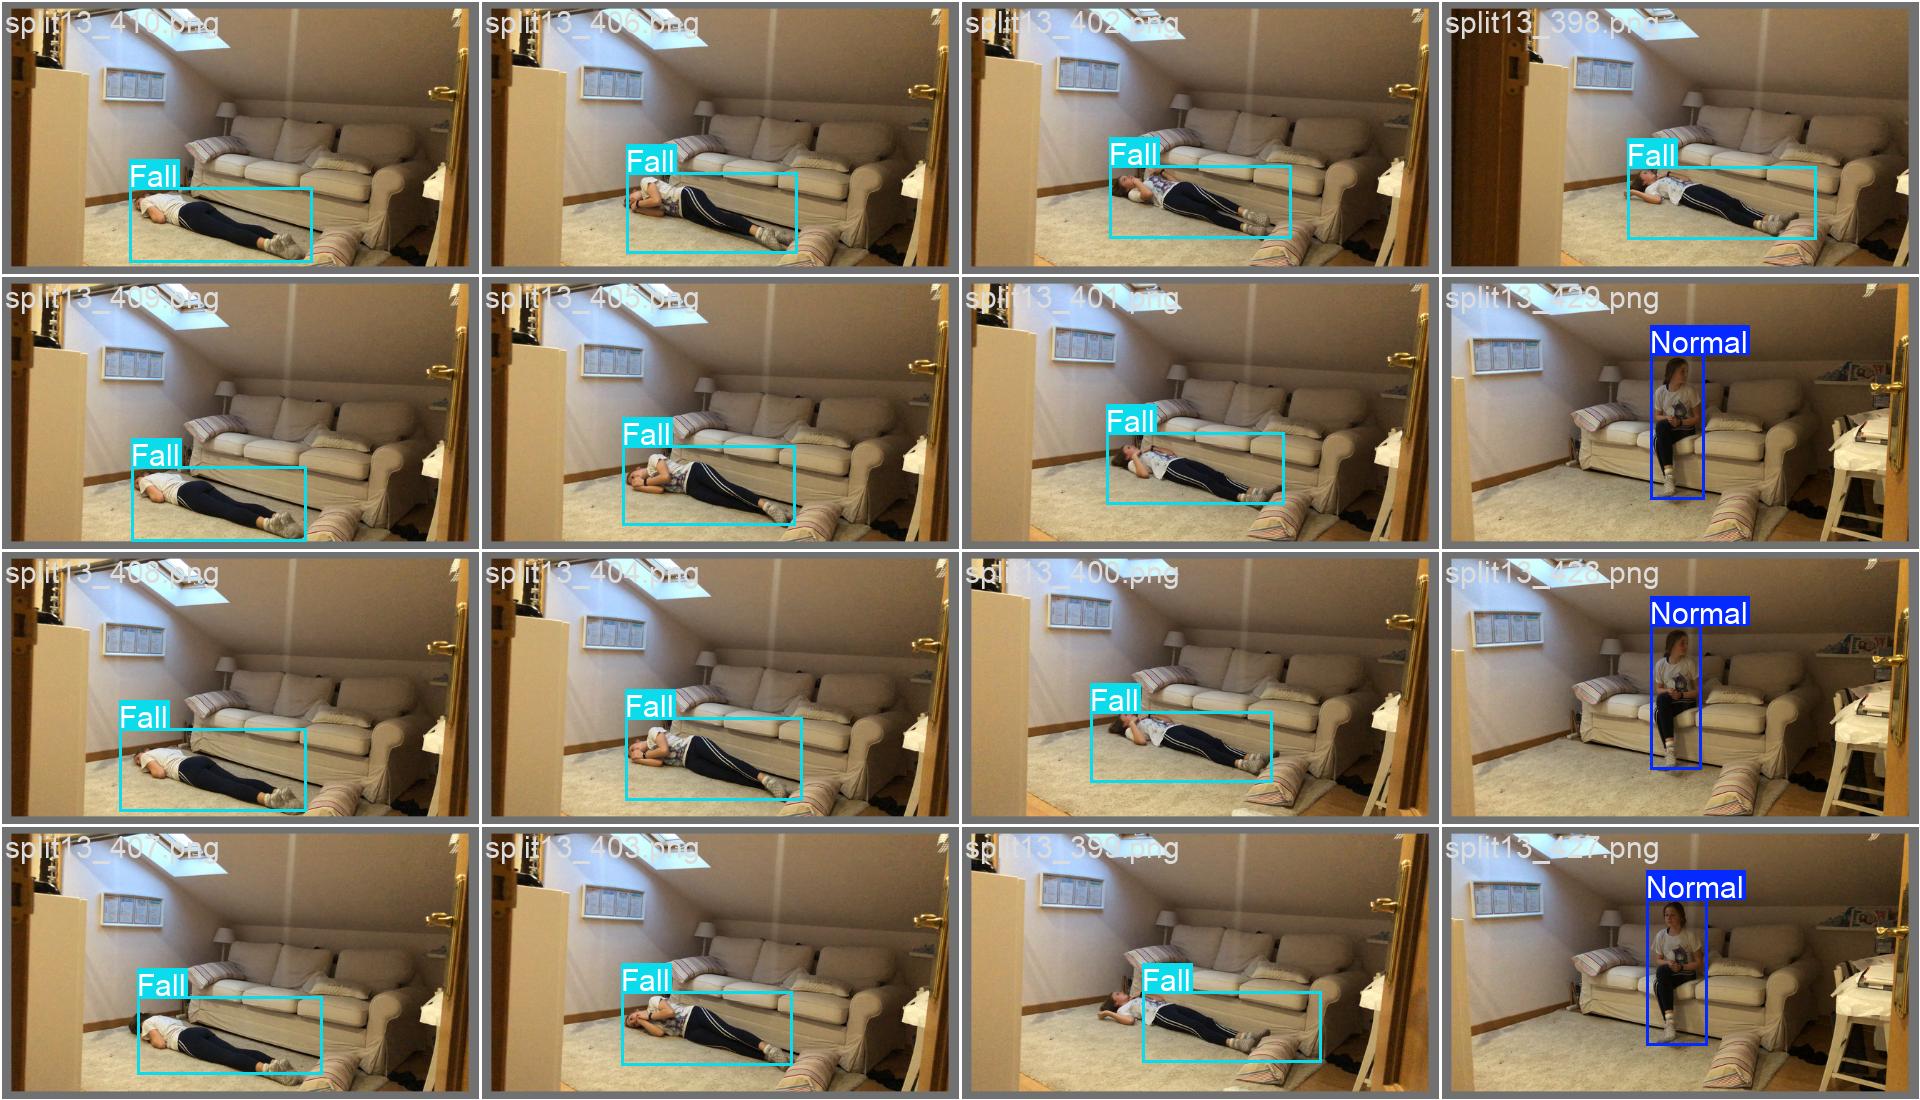 split13_410.png
split13_406.png
split13_402.png
split13_398.png
Fall
Fall
Fall
Fall
split13_409.png
split13_405.png
split13_401.png
split13_429.png
Fall
Fall
Fall
Normal
split13_408.png
split13_404.png
split13_400.png
split13_428.png
Fall
Fall
Fall
Normal
split13_407.png
split13_403.png
split13_399.png
split13_427.png
Fall
Fall
Fall
Normal